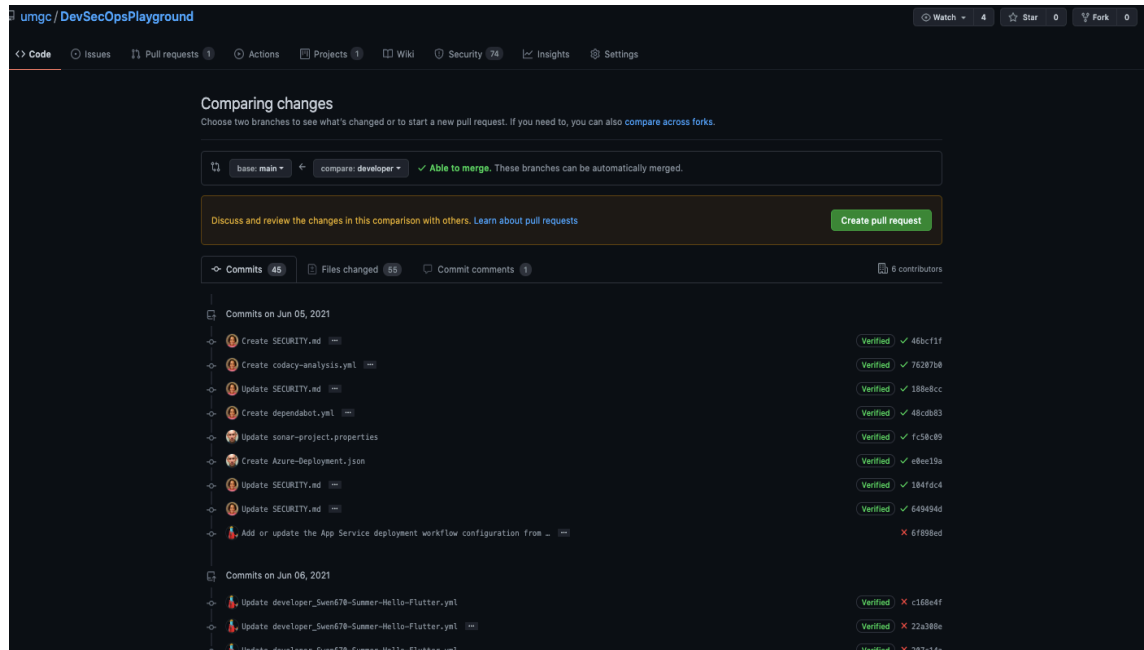 umgc / DevSecOpsPlayground
Watch 4 Star 0 Fork 0
<> Code Issues Pull requests 1 Actions Projects 1 Wiki Security 74 Insights Settings
Comparing changes
Choose two branches to see what's changed or to start a new pull request. If you need to, you can also compare across forks.
base: main ← compare: developer ✓ Able to merge. These branches can be automatically merged.
Discuss and review the changes in this comparison with others. Learn about pull requests Create pull request
Commits 45 Files changed 55 Commit comments 1 6 contributors
Commits on Jun 05, 2021
Create SECURITY.md ... Verified ✓ 46bcf1f
Create codacy-analysis.yml ... Verified ✓ 76207b0
Update SECURITY.md ... Verified ✓ 188e8cc
Create dependabot.yml ... Verified ✓ 48cdb83
Update sonar-project.properties Verified ✓ fc50c09
Create Azure-Deployment.json Verified ✓ e0ee19a
Update SECURITY.md ... Verified ✓ 104fdc4
Update SECURITY.md ... Verified ✓ 649494d
Add or update the App Service deployment workflow configuration from … ... × 6f898ed
Commits on Jun 06, 2021
Update developer_Swen670-Summer-Hello-Flutter.yml Verified × c168e4f
Update developer_Swen670-Summer-Hello-Flutter.yml ... Verified × 22a308e
Update developer_Swen670-Summer-Hello-Flutter.yml Verified ×